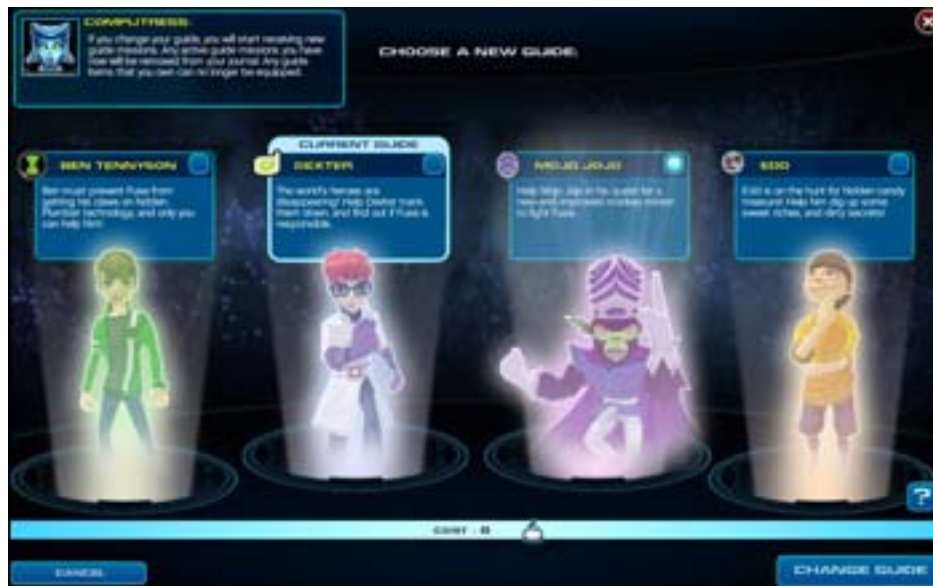 COMPUTRESS:
If you change your guide, you will start receiving new
guide missions. Any active guide missions you have
now will be removed from your journal. Any guide
items that you own can no longer be equipped.
CHOOSE A NEW GUIDE:
CURRENT GUIDE
BEN TENNYSON
Ben must prevent Fuse from
getting his claws on hidden
Plumber technology, and only you
can help him!
DEXTER
The world's heroes are
disappearing! Help Dexter track
them down, and find out if Fuse is
responsible.
MOJO JOJO
Help Mojo Jojo in his quest for a
new and improved monkey minion
to fight Fuse.
EDD
Edd is on the hunt for hidden candy
treasure! Help him dig up some
sweet riches, and dirty secrets!
COST : 0
?
CANCEL
CHANGE GUIDE